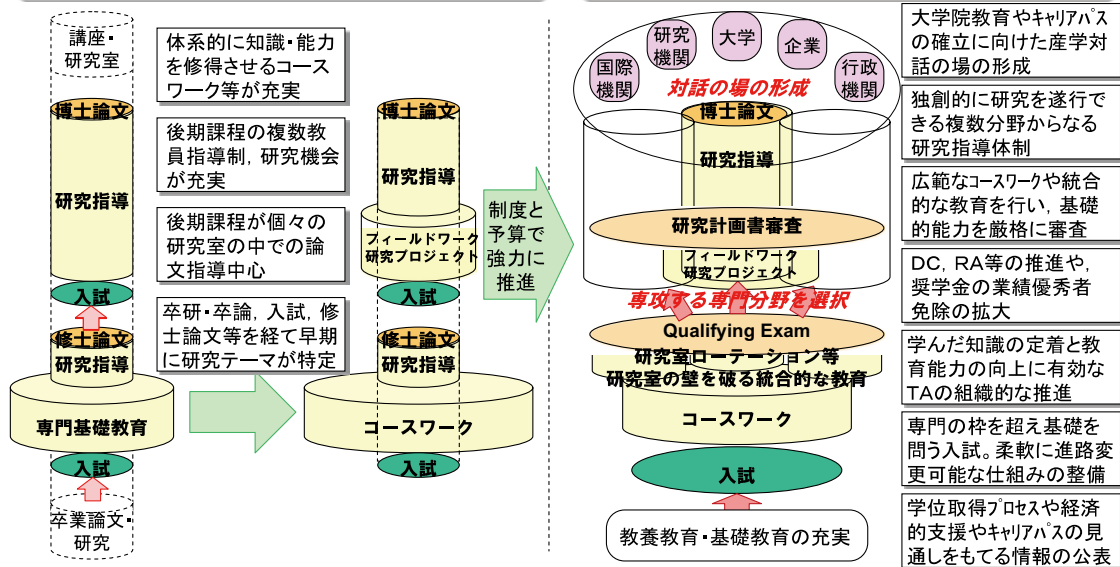 講座・
研究室
博士論文
研究指導
入試
修士論文
研究指導
専門基礎教育
入試
卒業論文・
研究
体系的に知識・能力
を修得させるコース
ワーク等が充実
後期課程の複数教
員指導制，研究機会
が充実
後期課程が個々の
研究室の中での論
文指導中心
卒研・卒論，入試，修
士論文等を経て早期
に研究テーマが特定
博士論文
研究指導
フィールドワーク
研究プロジェクト
入試
コースワーク
入試
制度と
予算で
強力に
推進
国際
機関
研究
機関
大学
企業
行政
機関
対話の場の形成
博士論文
研究指導
研究計画書審査
フィールドワーク
研究プロジェクト
専攻する専門分野を選択
Qualifying Exam
研究室ローテーション等
研究室の壁を破る統合的な教育
コースワーク
入試
教養教育・基礎教育の充実
大学院教育やキャリアパス
の確立に向けた産学対
話の場の形成
独創的に研究を遂行で
きる複数分野からなる
研究指導体制
広範なコースワークや統合
的な教育を行い，基礎
的能力を厳格に審査
DC，RA等の推進や，
奨学金の業績優秀者
免除の拡大
学んだ知識の定着と教
育能力の向上に有効な
TAの組織的な推進
専門の枠を超え基礎を
問う入試。柔軟に進路変
更可能な仕組みの整備
学位取得プロセスや経済
的支援やキャリアパスの見
通しをもてる情報の公表